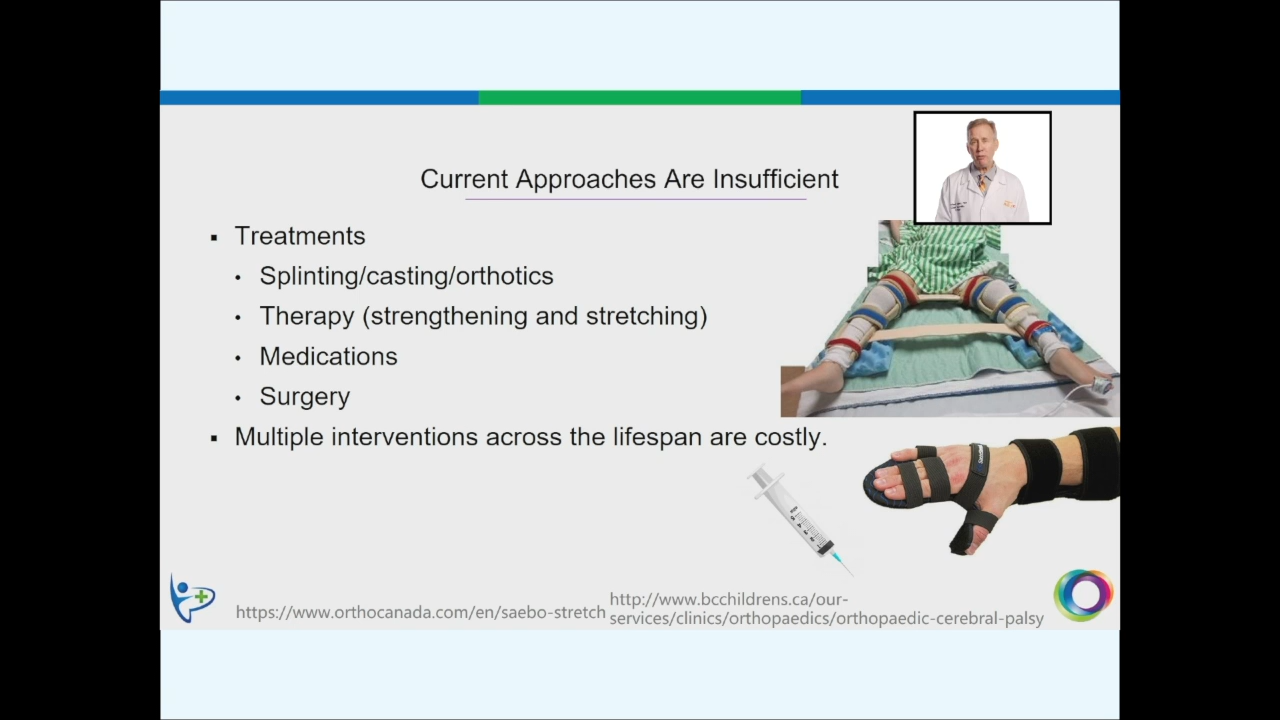 Current Approaches Are Insufficient
▪ Treatments
• Splinting/casting/orthotics
• Therapy (strengthening and stretching)
• Medications
• Surgery
▪ Multiple interventions across the lifespan are costly.
https://www.orthocanada.com/en/saebo-stretch
http://www.bcchildrens.ca/our-
services/clinics/orthopaedics/orthopaedic-cerebral-palsy